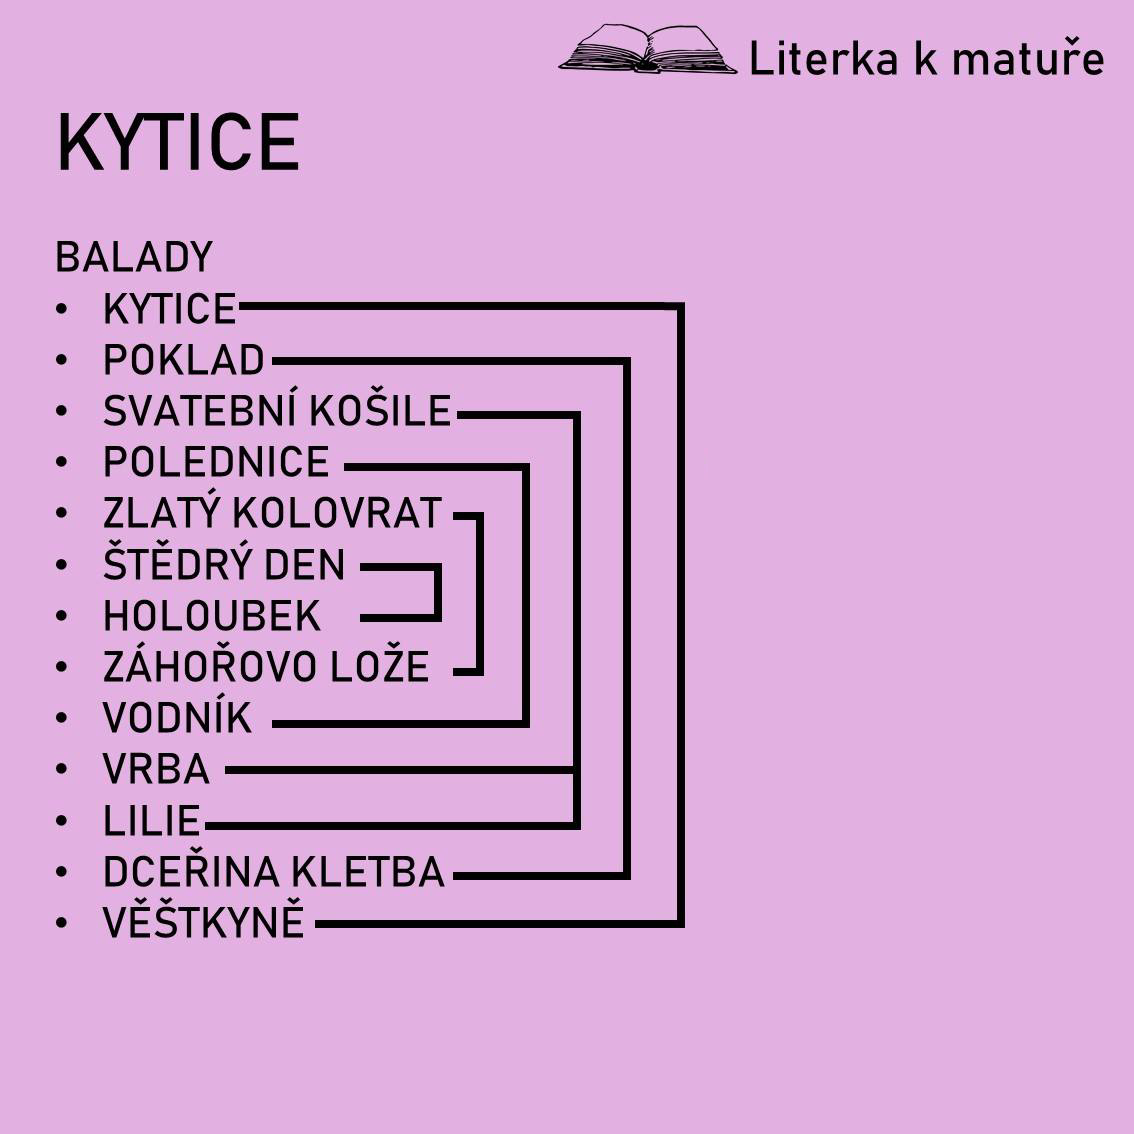 Literka k matuře
KYTICE
BALADY
• KYTICE
• POKLAD
• SVATEBNÍ KOŠILE
• POLEDNICE
• ZLATÝ KOLOVRAT
• ŠTĚDRÝ DEN
• HOLOUBEK
• ZÁHOŘOVO LOŽE
• VODNÍK
• VRBA
• LILIE
• DCEŘINA KLETBA
• VĚŠTKYNĚ